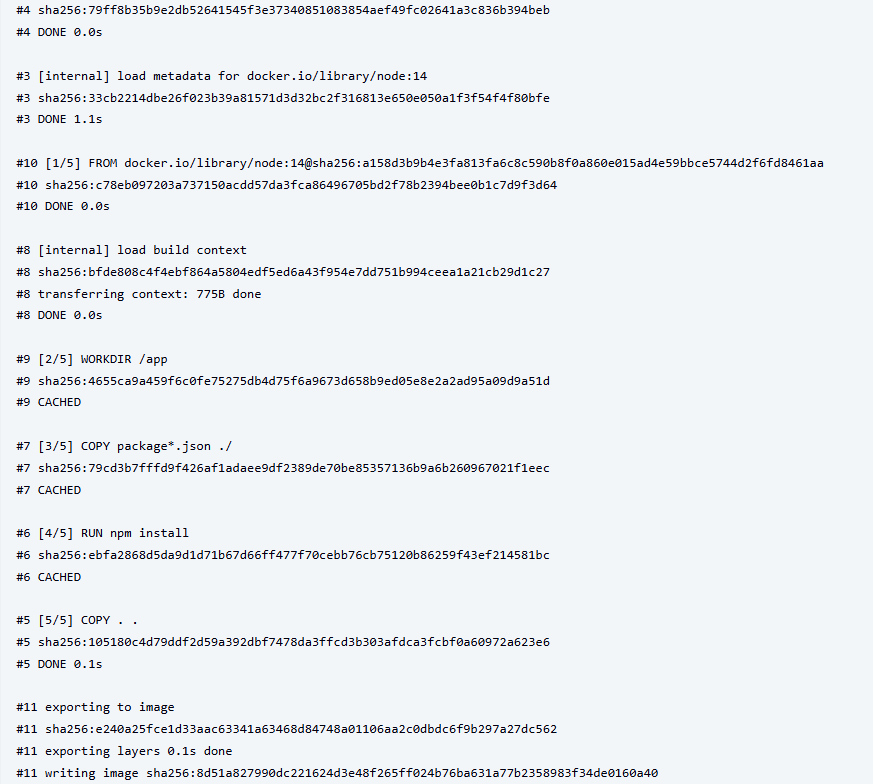 #4 sha256:79ff8b35b9e2db52641545f3e37340851083854aef49fc02641a3c836b394beb
#4 DONE 0.0s
#3 [internal] load metadata for docker.io/library/node:14
#3 sha256:33cb2214dbe26f023b39a81571d3d32bc2f316813e650e050a1f3f54f4f80bfe
#3 DONE 1.1s
#10 [1/5] FROM docker.io/library/node:14@sha256:a158d3b9b4e3fa813fa6c8c590b8f0a860e015ad4e59bbce5744d2f6fd8461aa
#10 sha256:c78eb097203a737150acdd57da3fca86496705bd2f78b2394bee0b1c7d9f3d64
#10 DONE 0.0s
#8 [internal] load build context
#8 sha256:bfde808c4f4ebf864a5804edf5ed6a43f954e7dd751b994ceea1a21cb29d1c27
#8 transferring context: 775B done
#8 DONE 0.0s
#9 [2/5] WORKDIR /app
#9 sha256:4655ca9a459f6c0fe75275db4d75f6a9673d658b9ed05e8e2a2ad95a09d9a51d
#9 CACHED
#7 [3/5] COPY package*.json ./
#7 sha256:79cd3b7fffd9f426af1adaee9df2389de70be85357136b9a6b260967021f1eec
#7 CACHED
#6 [4/5] RUN npm install
#6 sha256:ebfa2868d5da9d1d71b67d66ff477f70cebb76cb75120b86259f43ef214581bc
#6 CACHED
#5 [5/5] COPY . .
#5 sha256:105180c4d79ddf2d59a392dbf7478da3ffcd3b303afdca3fcbf0a60972a623e6
#5 DONE 0.1s
#11 exporting to image
#11 sha256:e240a25fce1d33aac63341a63468d84748a01106aa2c0dbdc6f9b297a27dc562
#11 exporting layers 0.1s done
#11 writing image sha256:8d51a827990dc221624d3e48f265ff024b76ba631a77b2358983f34de0160a40